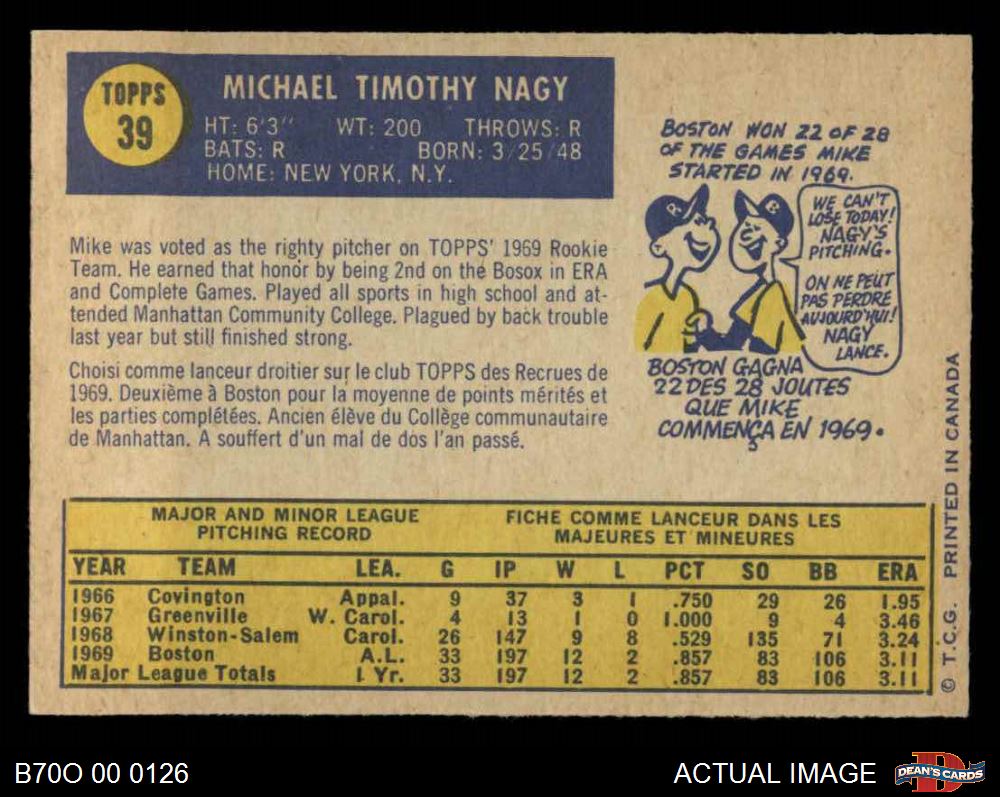 TOPPS
39
MICHAEL TIMOTHY NAGY
HT: 6'3" WT: 200 THROWS: R
BATS: R BORN: 3/25/48
HOME: NEW YORK, N.Y.
Mike was voted as the righty pitcher on TOPPS' 1969 Rookie
Team. He earned that honor by being 2nd on the Bosox in ERA
and Complete Games. Played all sports in high school and at-
tended Manhattan Community College. Plagued by back trouble
last year but still finished strong.
Choisi comme lanceur droitier sur le club TOPPS des Recrues de
1969. Deuxième à Boston pour la moyenne de points mérités et
les parties complétées. Ancien élève du Collège communautaire
de Manhattan. A souffert d'un mal de dos l'an passé.
BOSTON WON 22 OF 28
OF THE GAMES MIKE
STARTED IN 1969.
B
B
WE CAN'T
LOSE TODAY!
NAGY'S
PITCHING.
ON NE PEUT
PAS PERDRE
AUJOURD'HUI!
NAGY
LANCE.
BOSTON GAGNA
22 DES 28 JOUTES
QUE MIKE
COMMENÇA EN 1969.
MAJOR AND MINOR LEAGUE
PITCHING RECORD
FICHE COMME LANCEUR DANS LES
MAJEURES ET MINEURES
YEAR TEAM LEA. G IP W L PCT SO BB ERA
1966 Covington Appal. 9 37 3 1 .750 29 26 1.95
1967 Greenville W. Carol. 4 13 1 0 1.000 9 4 3.46
1968 Winston-Salem Carol. 26 147 9 8 .529 135 71 3.24
1969 Boston A.L. 33 197 12 2 .857 83 106 3.11
Major League Totals 1 Yr. 33 197 12 2 .857 83 106 3.11
© T.C.G. PRINTED IN CANADA
B70O 00 0126
ACTUAL IMAGE
D
DEAN'S CARDS